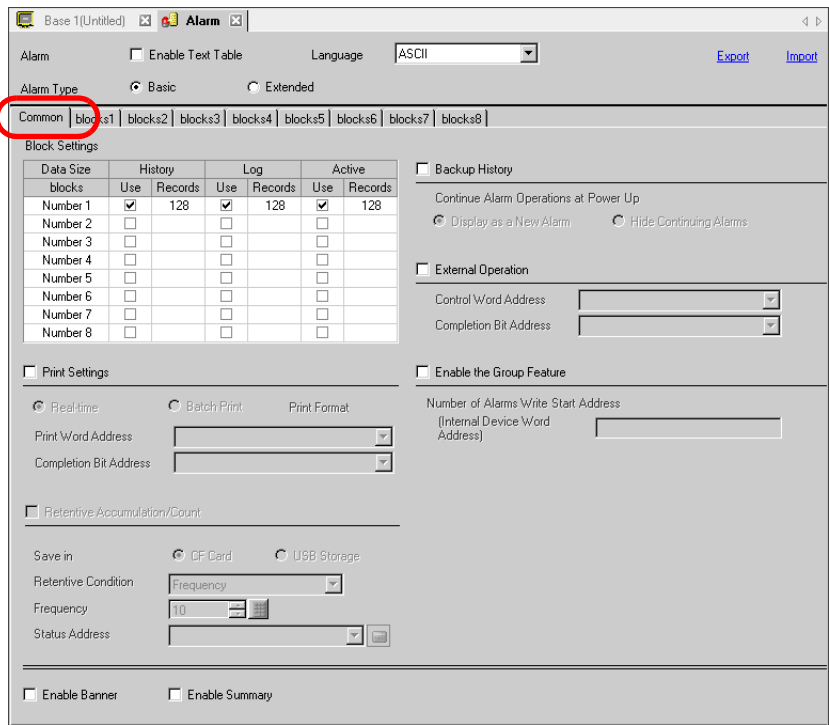 Base 1(Untitled) Alarm
Alarm Enable Text Table Language ASCII Export Import
Alarm Type Basic Extended
Common blocks1 blocks2 blocks3 blocks4 blocks5 blocks6 blocks7 blocks8
Block Settings
Data Size History Log Active
blocks Use Records Use Records Use Records
Number 1 128 128 128
Number 2
Number 3
Number 4
Number 5
Number 6
Number 7
Number 8
Backup History
Continue Alarm Operations at Power Up
Display as a New Alarm Hide Continuing Alarms
External Operation
Control Word Address
Completion Bit Address
Print Settings
Real-time Batch Print Print Format
Print Word Address
Completion Bit Address
Enable the Group Feature
Number of Alarms Write Start Address
(Internal Device Word
Address)
Retentive Accumulation/Count
Save in CF Card USB Storage
Retentive Condition Frequency
Frequency 10
Status Address
Enable Banner Enable Summary